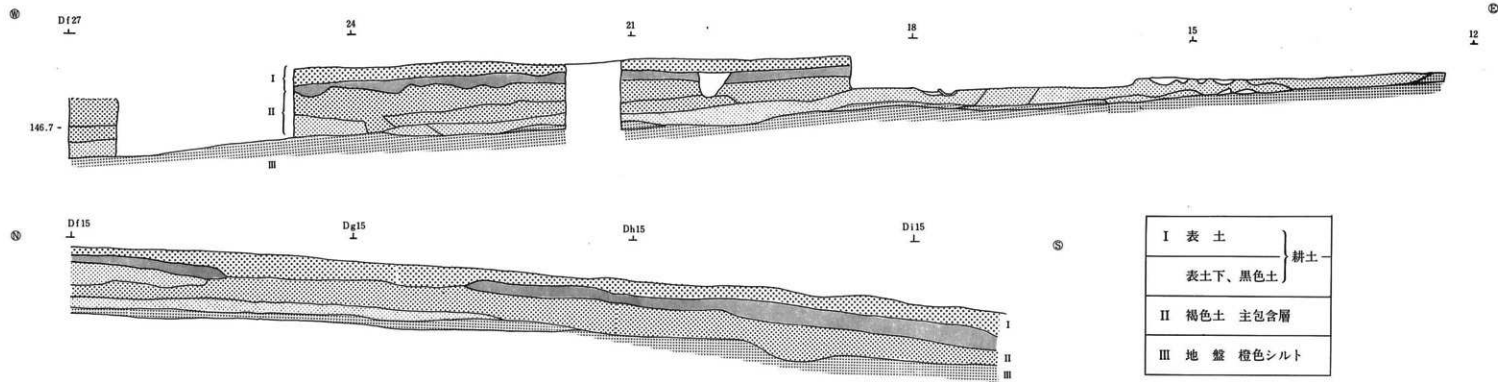 Ⓦ Ⓔ
Df27 24 21 18 15 12
I
II
146.7
III
Ⓝ Ⓢ
Df15 Dg15 Dh15 Di15
I
II
III
I 表土
耕土
表土下、黒色土
II 褐色土 主包含層
III 地盤 橙色シルト